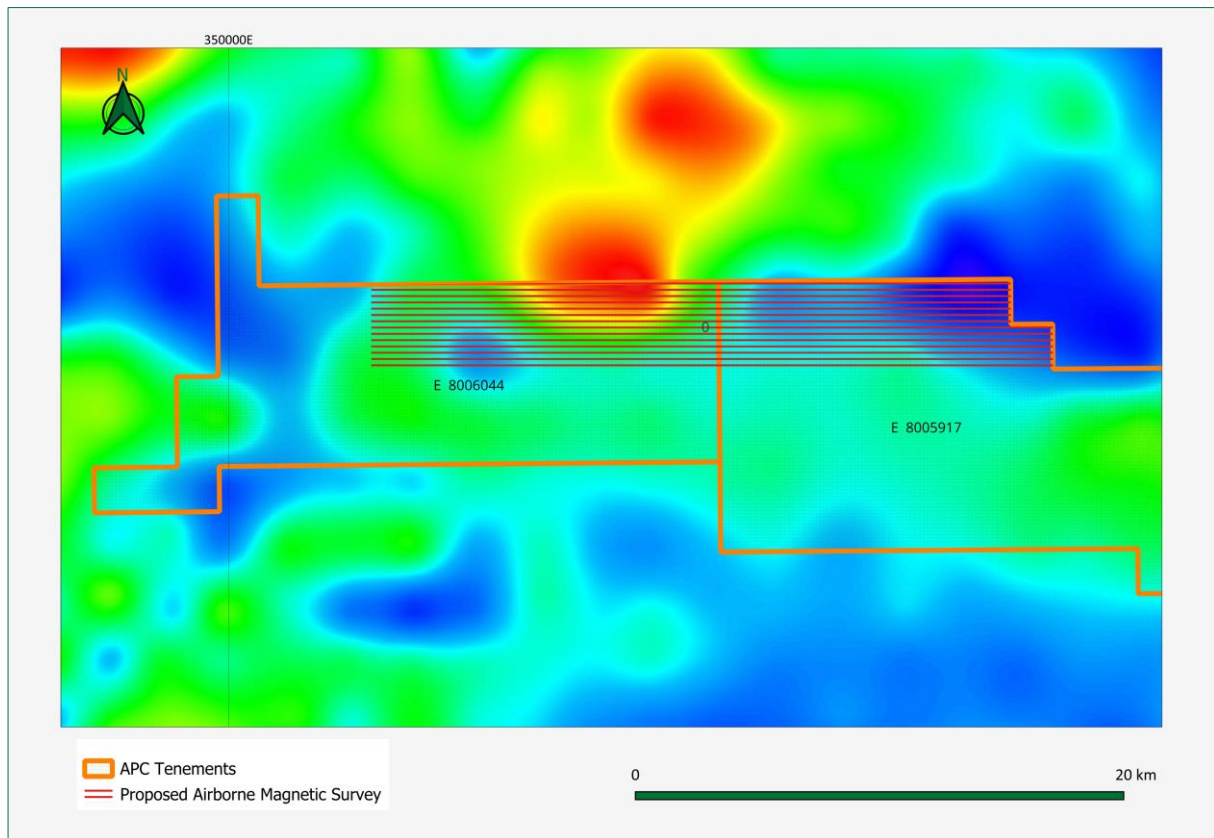 350000E
N
0
E 8006044
E 8005917
APC Tenements
Proposed Airborne Magnetic Survey
0
20 km